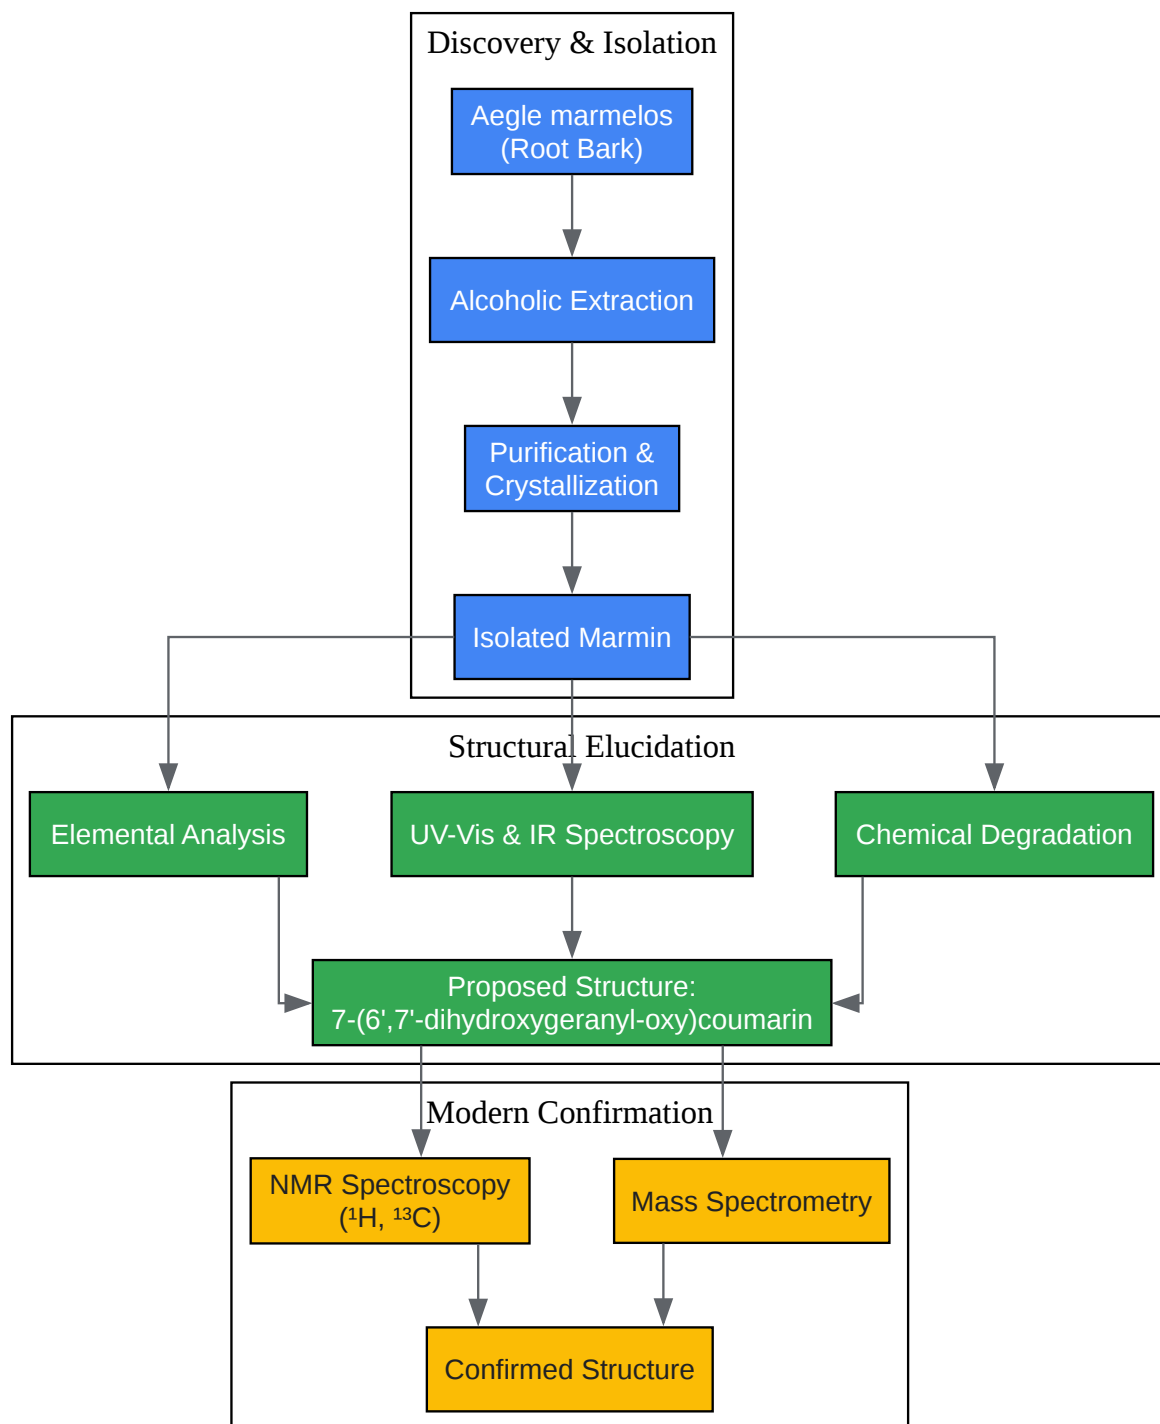 Discovery & Isolation
Aegle marmelos
(Root Bark)
Alcoholic Extraction
Purification &
Crystallization
Isolated Marmin
Structural Elucidation
Elemental Analysis
UV-Vis & IR Spectroscopy
Chemical Degradation
Proposed Structure:
7-(6',7'-dihydroxygeranyl-oxy)coumarin
Modern Confirmation
NMR Spectroscopy
(¹H, ¹³C)
Mass Spectrometry
Confirmed Structure